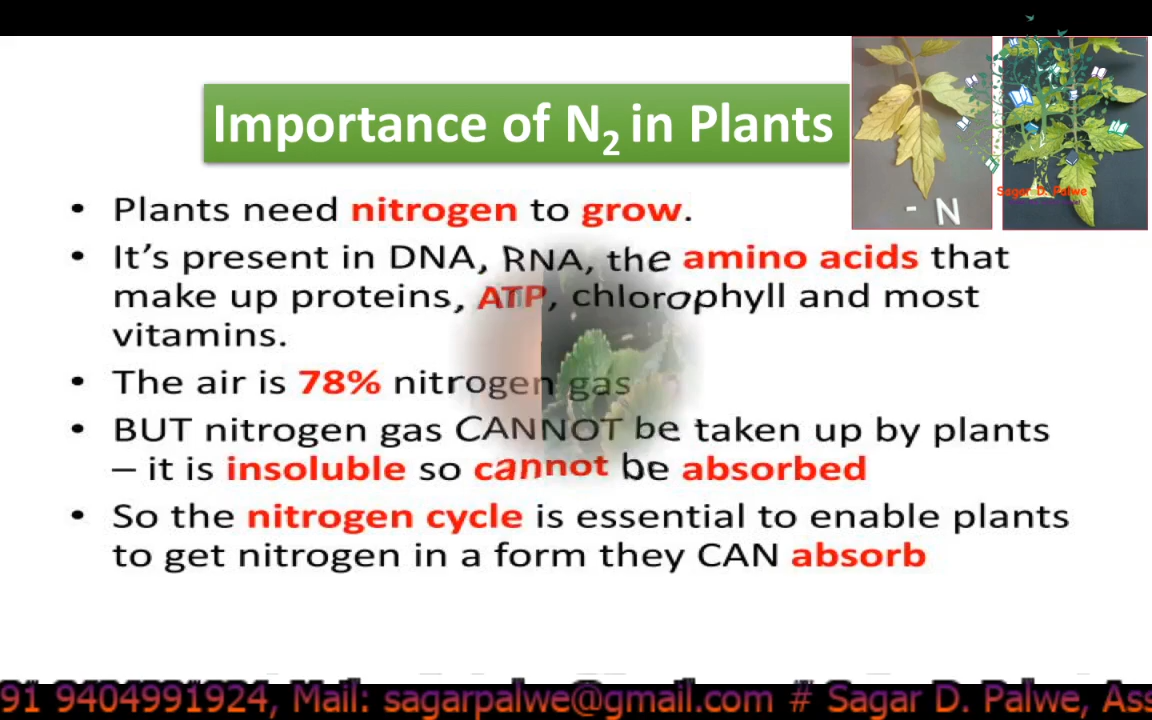 Importance of N₂ in Plants
- N
Sagar D. Palwe
• Plants need nitrogen to grow.
• It’s present in DNA, RNA, the amino acids that
make up proteins, ATP, chlorophyll and most
vitamins.
• The air is 78% nitrogen gas
• BUT nitrogen gas CANNOT be taken up by plants
– it is insoluble so cannot be absorbed
• So the nitrogen cycle is essential to enable plants
to get nitrogen in a form they CAN absorb
91 9404991924, Mail: sagarpalwe@gmail.com # Sagar D. Palwe, Ass